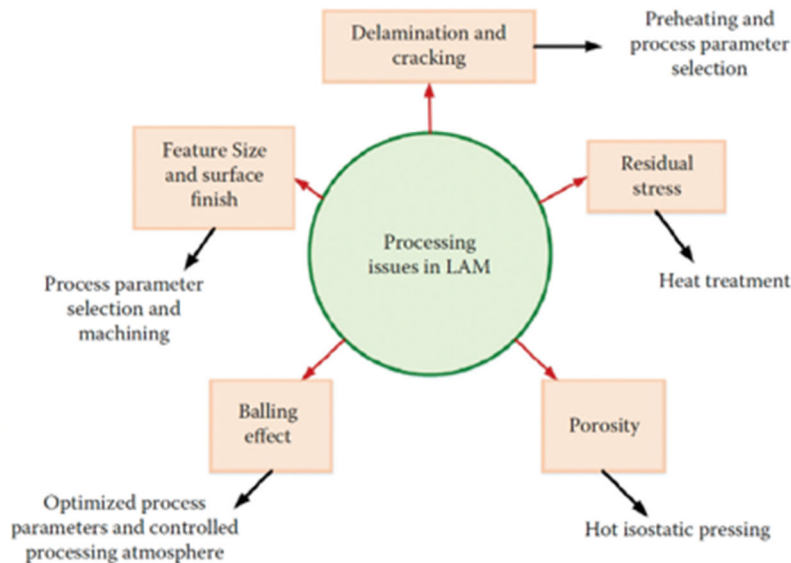 Delamination and
cracking
Preheating and
process parameter
selection
Feature Size
and surface
finish
Residual
stress
Processing
issues in LAM
Process parameter
selection and
machining
Heat treatment
Balling
effect
Porosity
Optimized process
parameters and controlled
processing atmosphere
Hot isostatic pressing